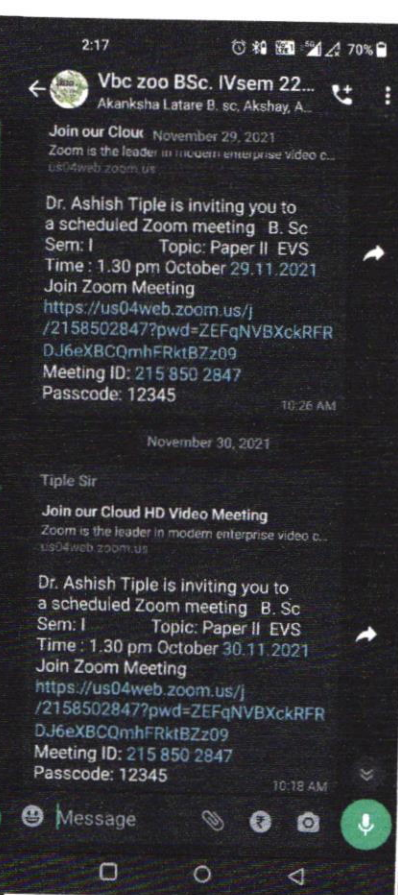 2:17
70%
Vbc zoo BSc. IVsem 22...
Akanksha Latare B. sc, Akshay, A...
Join our Clou
November 29, 2021
Zoom is the leader in modern enterprise video c...
us04web.zoom.us
Dr. Ashish Tiple is inviting you to
a scheduled Zoom meeting B. Sc
Sem: I Topic: Paper II EVS
Time : 1.30 pm October 29.11.2021
Join Zoom Meeting
https://us04web.zoom.us/j
/2158502847?pwd=ZEFqNVBXckRFR
DJ6eXBCQmhFRktBZz09
Meeting ID: 215 850 2847
Passcode: 12345
10:26 AM
November 30, 2021
Tiple Sir
Join our Cloud HD Video Meeting
Zoom is the leader in modern enterprise video c...
us04web.zoom.us
Dr. Ashish Tiple is inviting you to
a scheduled Zoom meeting B. Sc
Sem: I Topic: Paper II EVS
Time : 1.30 pm October 30.11.2021
Join Zoom Meeting
https://us04web.zoom.us/j
/2158502847?pwd=ZEFqNVBXckRFR
DJ6eXBCQmhFRktBZz09
Meeting ID: 215 850 2847
Passcode: 12345
10:18 AM
Message